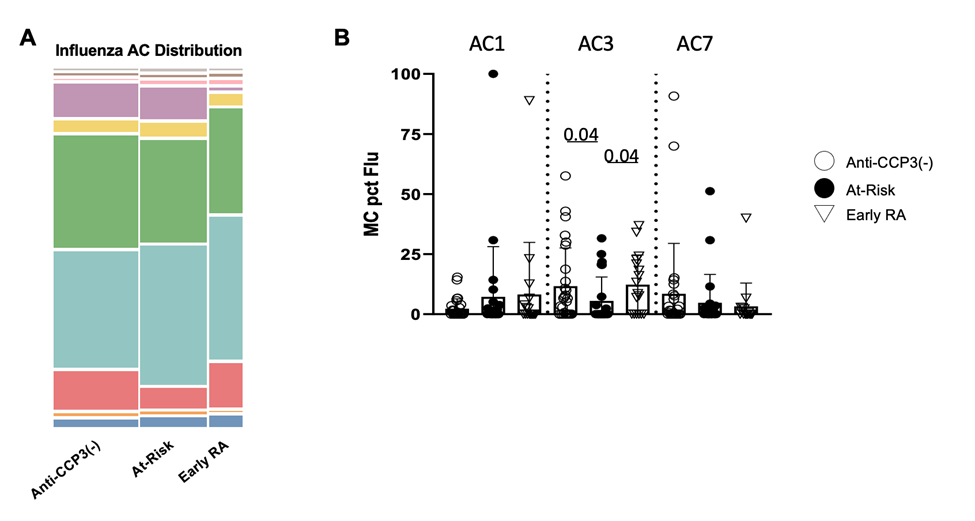 A
Influenza AC Distribution
Anti-CCP3(-)
At-Risk
Early RA
B
AC1
AC3
AC7
MC pct Flu
100
75
50
25
0
0.04
0.04
Anti-CCP3(-)
At-Risk
Early RA